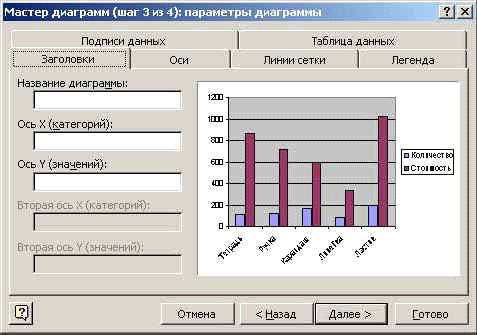 Мастер диаграмм (шаг 3 из 4): параметры диаграммы
Подписи данных Таблица данных
Заголовки Оси Линии сетки Легенда
Название диаграммы:
Ось X (категорий):
Ось Y (значений):
Вторая ось X (категорий):
Вторая ось Y (значений):
1200
1000
800
600
400
200
0
Тетрадь Ручка Карандаш Линейка Ластик
Количество
Стоимость
Отмена < Назад Далее > Готово